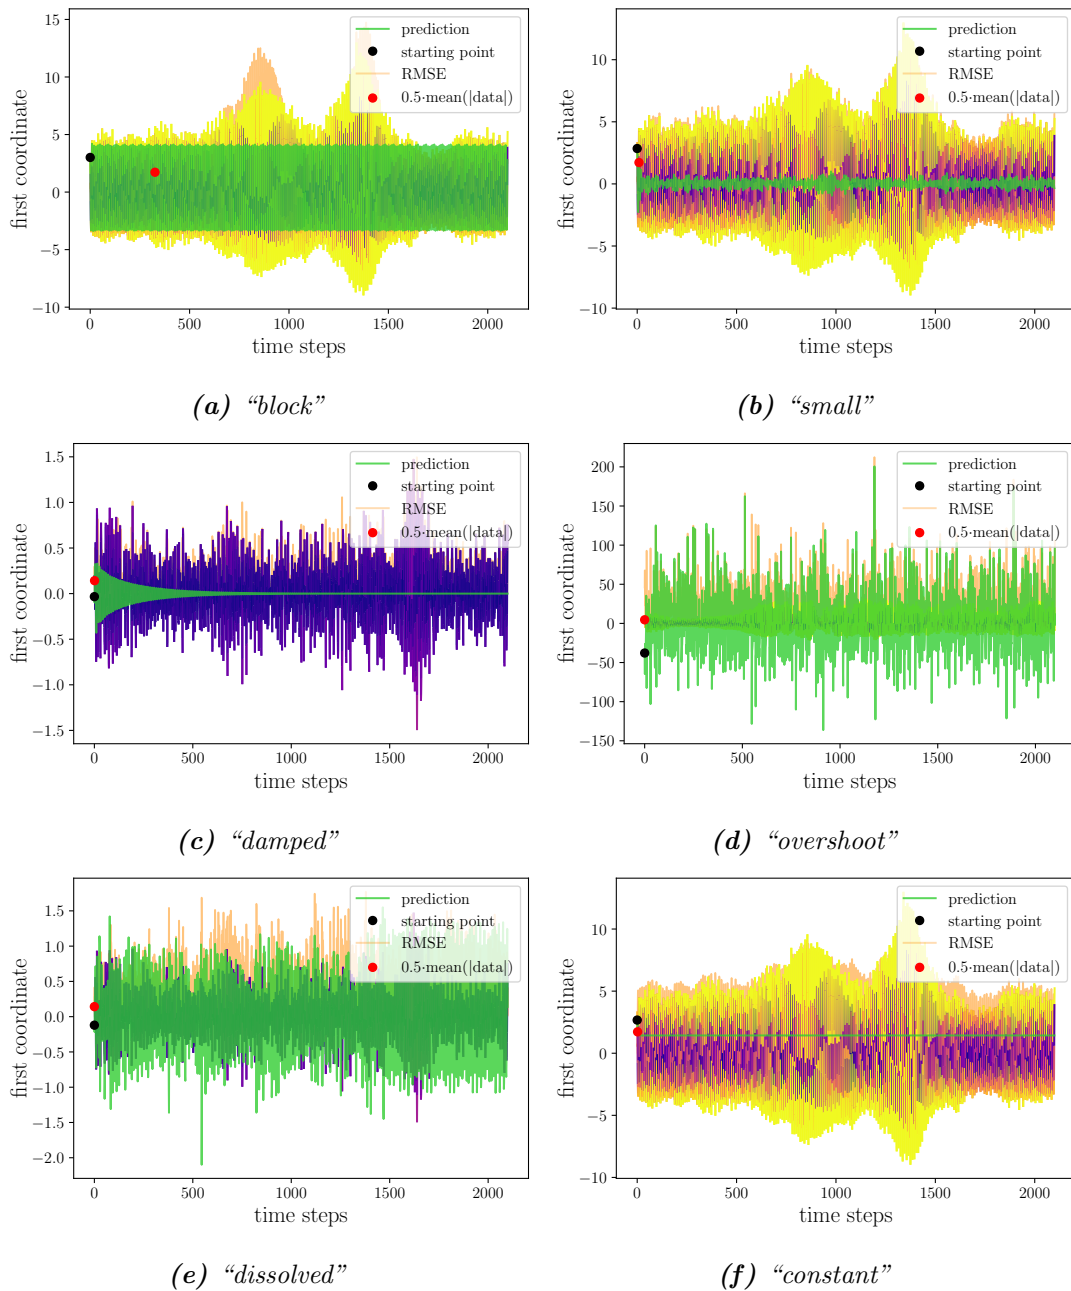 15
10
5
0
−5
−10
first coordinate
prediction
starting point
RMSE
0.5·mean(|data|)
0 500 1000 1500 2000
time steps
(a) “block”
10
5
0
−5
−10
first coordinate
prediction
starting point
RMSE
0.5·mean(|data|)
0 500 1000 1500 2000
time steps
(b) “small”
1.5
1.0
0.5
0.0
−0.5
−1.0
−1.5
first coordinate
prediction
starting point
RMSE
0.5·mean(|data|)
0 500 1000 1500 2000
time steps
(c) “damped”
200
150
100
50
0
−50
−100
−150
first coordinate
prediction
starting point
RMSE
0.5·mean(|data|)
0 500 1000 1500 2000
time steps
(d) “overshoot”
1.5
1.0
0.5
0.0
−0.5
−1.0
−1.5
−2.0
first coordinate
prediction
starting point
RMSE
0.5·mean(|data|)
0 500 1000 1500 2000
time steps
(e) “dissolved”
10
5
0
−5
−10
first coordinate
prediction
starting point
RMSE
0.5·mean(|data|)
0 500 1000 1500 2000
time steps
(f) “constant”